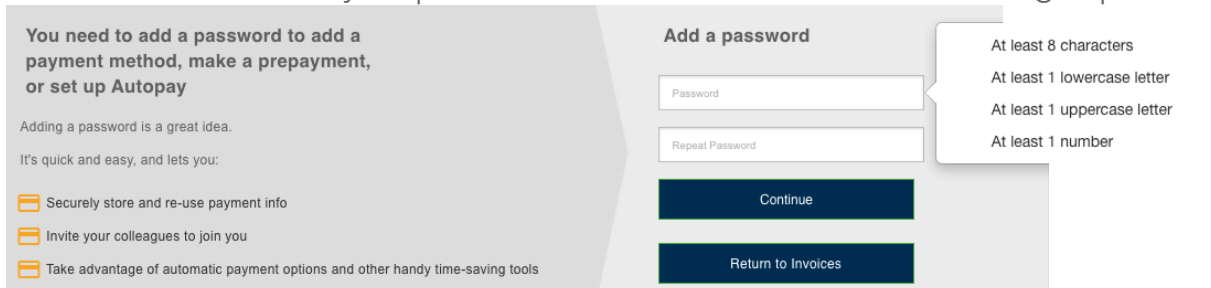 You need to add a password to add a
payment method, make a prepayment,
or set up Autopay
Adding a password is a great idea.
It's quick and easy, and lets you:
Securely store and re-use payment info
Invite your colleagues to join you
Take advantage of automatic payment options and other handy time-saving tools
Add a password
Password
Repeat Password
Continue
Return to Invoices
At least 8 characters
At least 1 lowercase letter
At least 1 uppercase letter
At least 1 number